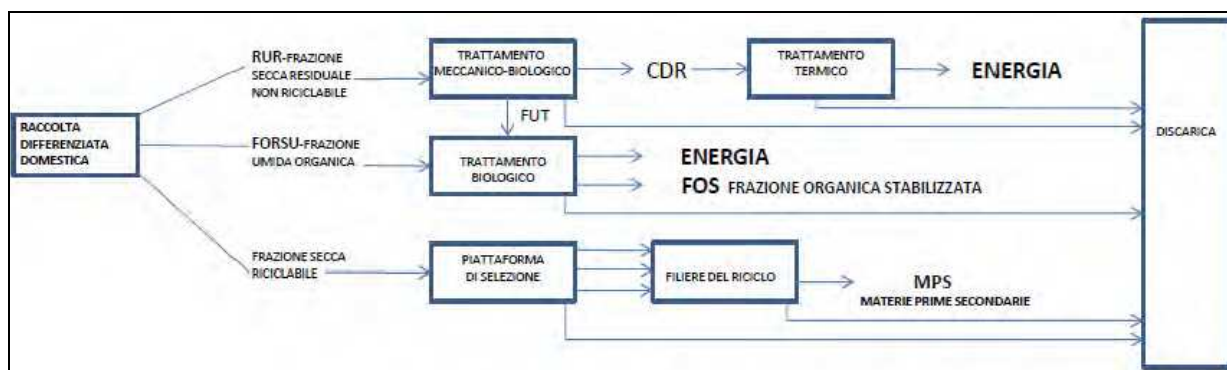 RACCOLTA
DIFFERENZIATA
DOMESTICA
RUR-FRAZIONE
SECCA RESIDUALE
NON RICICLABILE
TRATTAMENTO
MECCANICO-BIOLOGICO
CDR
TRATTAMENTO
TERMICO
ENERGIA
FUT
FORSU-FRAZIONE
UMIDA ORGANICA
TRATTAMENTO
BIOLOGICO
ENERGIA
FOS FRAZIONE ORGANICA STABILIZZATA
FRAZIONE SECCA
RICICLABILE
PIATTAFORMA
DI SELEZIONE
FILIERE DEL RICICLO
MPS
MATERIE PRIME SECONDARIE
DISCARICA